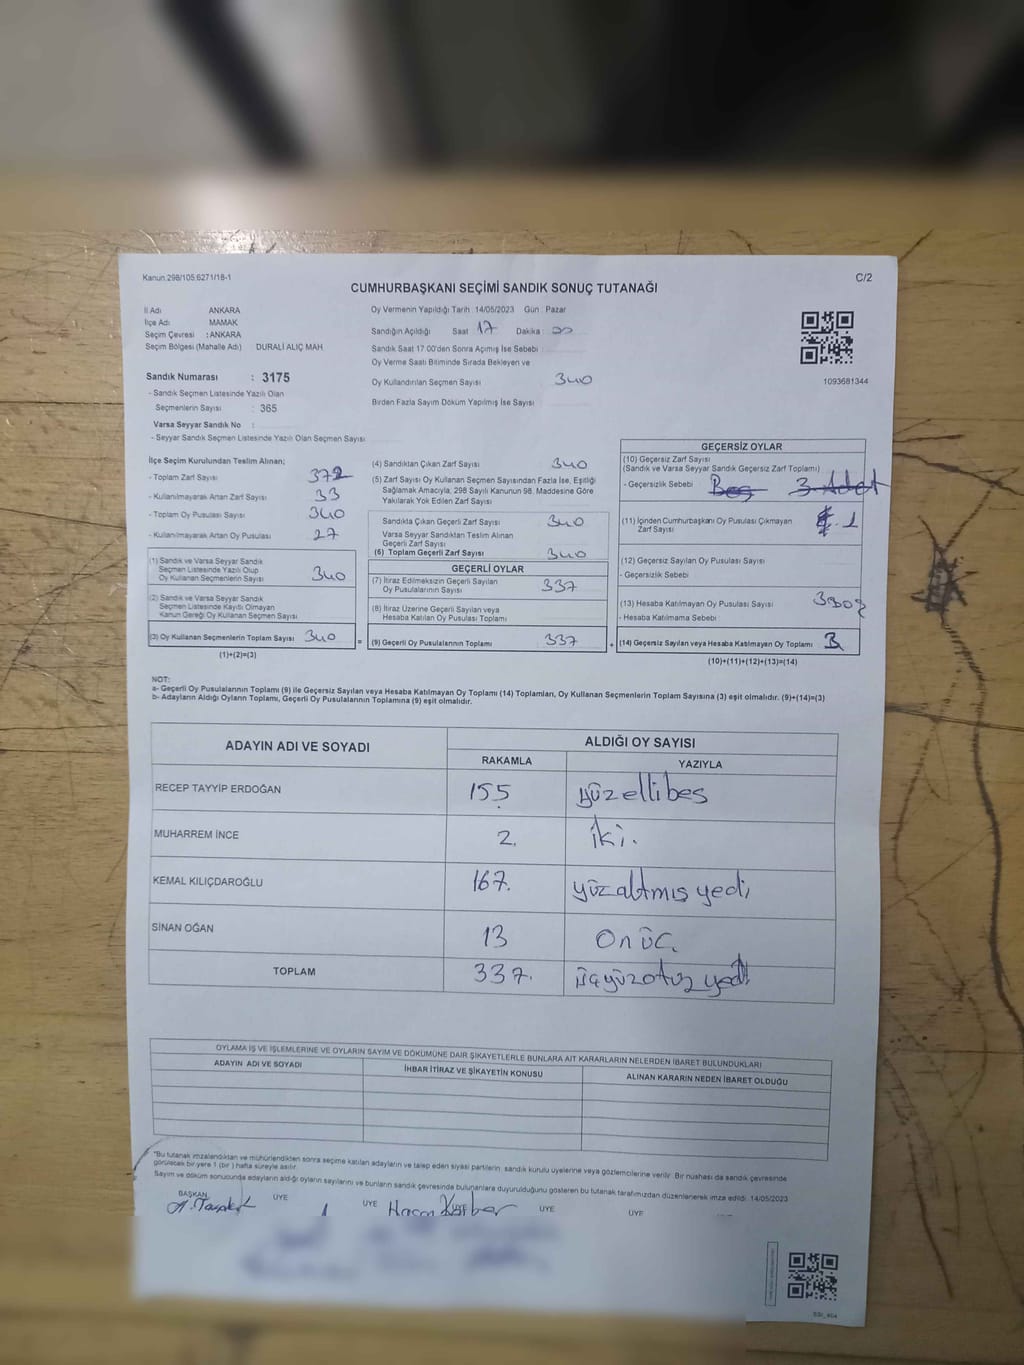 Kanun:298/105;6271/18-1
C/2
CUMHURBAŞKANI SEÇİMİ SANDIK SONUÇ TUTANAĞI
İl Adı ANKARA
İlçe Adı MAMAK
Seçim Çevresi : ANKARA
Seçim Bölgesi (Mahalle Adı) DURALİ ALIÇ MAH.
Sandık Numarası : 3175
- Sandık Seçmen Listesinde Yazılı Olan
Seçmenlerin Sayısı : 365
Varsa Seyyar Sandık No :
- Seyyar Sandık Seçmen Listesinde Yazılı Olan Seçmen Sayısı
Oy Vermenin Yapıldığı Tarih : 14/05/2023 Gün : Pazar
Sandığın Açıldığı Saat 17 Dakika : 00
Sandık Saat 17.00'den Sonra Açılmış İse Sebebi :
Oy Verme Saati Bitiminde Sırada Bekleyen ve
Oy Kullandırılan Seçmen Sayısı 340
Birden Fazla Sayım Döküm Yapılmış İse Sayısı
1093681344
İlçe Seçim Kurulundan Teslim Alınan;
- Toplam Zarf Sayısı 372
- Kullanılmayarak Artan Zarf Sayısı 33
- Toplam Oy Pusulası Sayısı 340
- Kullanılmayarak Artan Oy Pusulası 27
(1) Sandık ve Varsa Seyyar Sandık
Seçmen Listesinde Yazılı Olup
Oy Kullanan Seçmenlerin Sayısı 340
(2) Sandık ve Varsa Seyyar Sandık
Seçmen Listesinde Kayıtlı Olmayan
Kanun Gereği Oy Kullanan Seçmen Sayısı
(3) Oy Kullanan Seçmenlerin Toplam Sayısı 340 =
(1)+(2)=(3)
(4) Sandıktan Çıkan Zarf Sayısı 340
(5) Zarf Sayısı Oy Kullanan Seçmen Sayısından Fazla İse, Eşitliği
Sağlamak Amacıyla, 298 Sayılı Kanunun 98. Maddesine Göre
Yakılarak Yok Edilen Zarf Sayısı
Sandıkta Çıkan Geçerli Zarf Sayısı 340
Varsa Seyyar Sandıktan Teslim Alınan
Geçerli Zarf Sayısı
(6) Toplam Geçerli Zarf Sayısı 340
GEÇERLİ OYLAR
(7) İtiraz Edilmeksizin Geçerli Sayılan
Oy Pusulalarının Sayısı 337
(8) İtiraz Üzerine Geçerli Sayılan veya
Hesaba Katılan Oy Pusulası Toplamı
(9) Geçerli Oy Pusulalarının Toplamı 337 +
GEÇERSİZ OYLAR
(10) Geçersiz Zarf Sayısı
(Sandık ve Varsa Seyyar Sandık Geçersiz Zarf Toplamı)
- Geçersizlik Sebebi Boş 3 Adet
(11) İçinden Cumhurbaşkanı Oy Pusulası Çıkmayan
Zarf Sayısı 1
(12) Geçersiz Sayılan Oy Pusulası Sayısı
- Geçersizlik Sebebi
(13) Hesaba Katılmayan Oy Pusulası Sayısı
- Hesaba Katılmama Sebebi :
(14) Geçersiz Sayılan veya Hesaba Katılmayan Oy Toplamı 3
(10)+(11)+(12)+(13)=(14)
NOT:
a- Geçerli Oy Pusulalarının Toplamı (9) ile Geçersiz Sayılan veya Hesaba Katılmayan Oy Toplamı (14) Toplamları, Oy Kullanan Seçmenlerin Toplam Sayısına (3) eşit olmalıdır. (9)+(14)=(3)
b- Adayların Aldığı Oyların Toplamı, Geçerli Oy Pusulalarının Toplamına (9) eşit olmalıdır.
ADAYIN ADI VE SOYADI
ALDIĞI OY SAYISI
RAKAMLA YAZIYLA
RECEP TAYYİP ERDOĞAN 155 yüzellibeş
MUHARREM İNCE 2. iki.
KEMAL KILIÇDAROĞLU 167. yüzaltmış yedi
SİNAN OĞAN 13 onüç.
TOPLAM 337. üçyüzotuz yedi
OYLAMA İŞ VE İŞLEMLERİNE VE OYLARIN SAYIM VE DÖKÜMÜNE DAİR ŞİKAYETLERLE BUNLARA AİT KARARLARIN NELERDEN İBARET BULUNDUKLARI
ADAYIN ADI VE SOYADI İHBAR İTİRAZ VE ŞİKAYETİN KONUSU ALINAN KARARIN NEDEN İBARET OLDUĞU
"Bu tutanak imzalandıktan ve mühürlendikten sonra seçime katılan adayların ve talep eden siyasi partilerin sandık kurulu üyelerine veya gözlemcilerine verilir. Bir nüshası da sandık çevresinde
görülecek bir yere 1 (bir) hafta süreyle asılır.
Sayım ve döküm sonucunda adayların aldığı oyların sayılarını ve bunların sandık çevresinde bulunanlara duyurulduğunu gösteren bu tutanak tarafımızdan düzenlenerek imza edildi. 14/05/2023
BAŞKAN ÜYE ÜYE ÜYE ÜYE